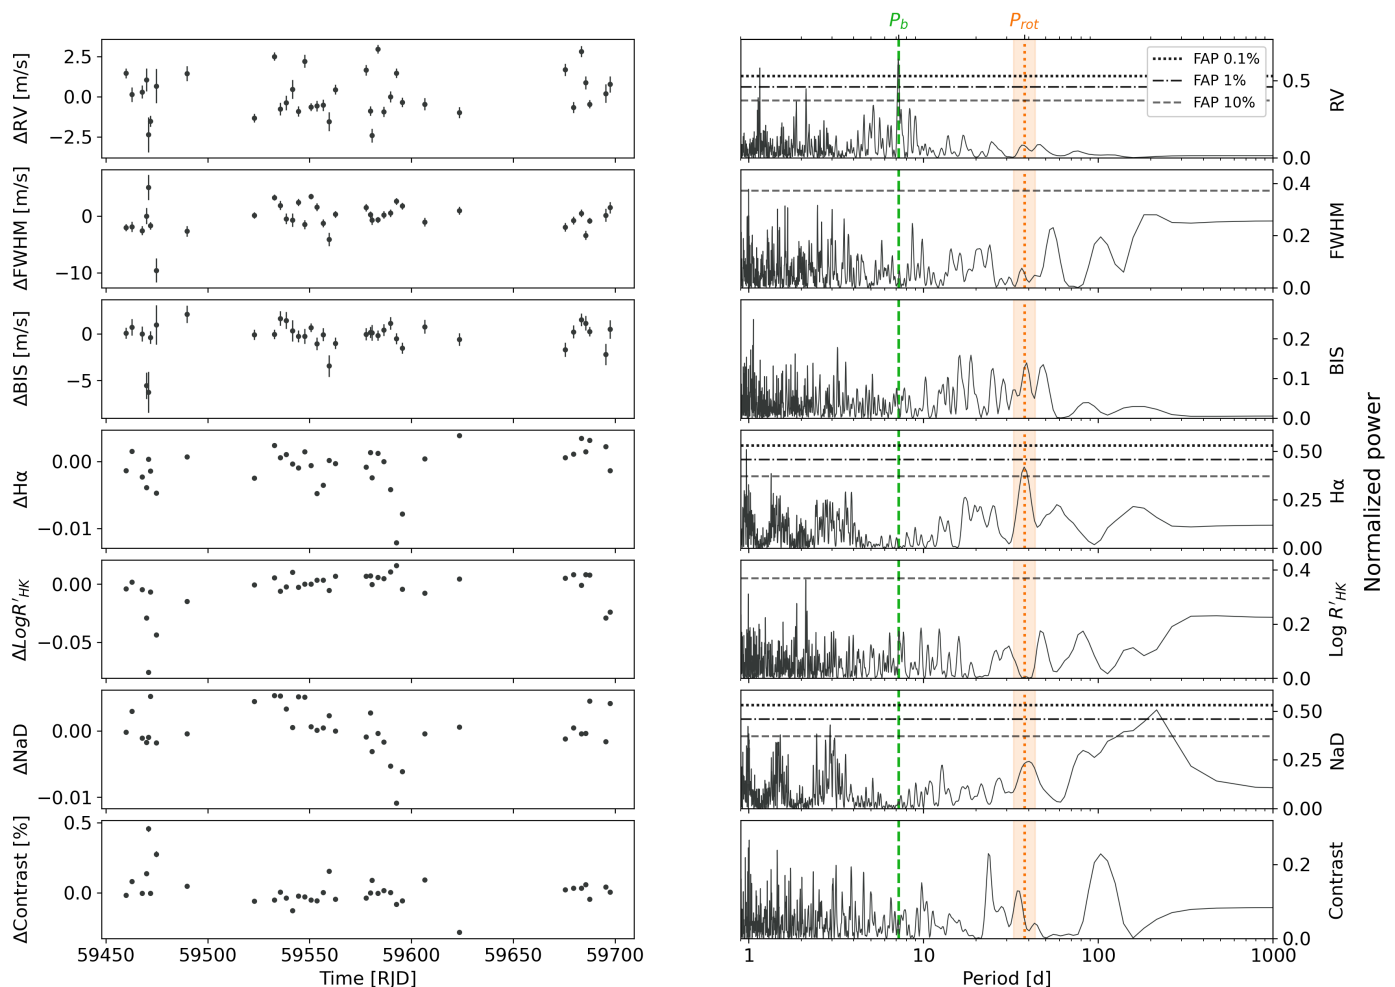 P_b
P_rot
ΔRV [m/s]
2.5
0.0
−2.5
FAP 0.1%
FAP 1%
FAP 10%
0.5
0.0
RV
ΔFWHM [m/s]
0
−10
0.4
0.2
0.0
FWHM
ΔBIS [m/s]
0
−5
0.2
0.1
0.0
BIS
ΔHα
0.00
−0.01
0.50
0.25
0.00
Hα
Normalized power
ΔLogR'_HK
0.00
−0.05
0.4
0.2
0.0
Log R'_HK
ΔNaD
0.00
−0.01
0.50
0.25
0.00
NaD
ΔContrast [%]
0.5
0.0
0.2
0.0
Contrast
59450 59500 59550 59600 59650 59700
Time [RJD]
1 10 100 1000
Period [d]